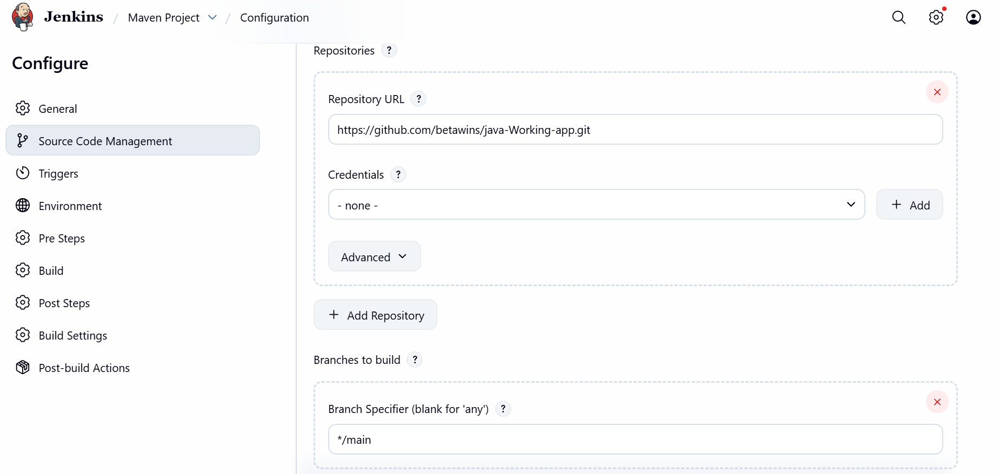 Jenkins / Maven Project / Configuration
Configure
General
Source Code Management
Triggers
Environment
Pre Steps
Build
Post Steps
Build Settings
Post-build Actions
Repositories ?
Repository URL ?
https://github.com/betawins/java-Working-app.git
Credentials ?
- none -
+ Add
Advanced
+ Add Repository
Branches to build ?
Branch Specifier (blank for 'any') ?
*/main